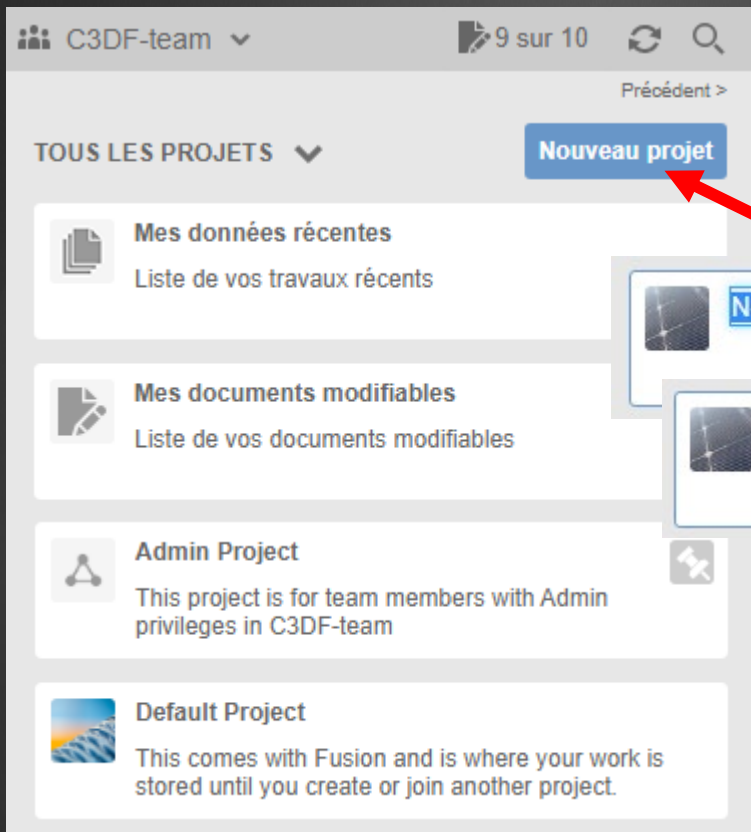 C3DF-team
9 sur 10
Précédent >
TOUS LES PROJETS
Nouveau projet
Mes données récentes
Liste de vos travaux récents
Mes documents modifiables
Liste de vos documents modifiables
Admin Project
This project is for team members with Admin
privileges in C3DF-team
Default Project
This comes with Fusion and is where your work is
stored until you create or join another project.